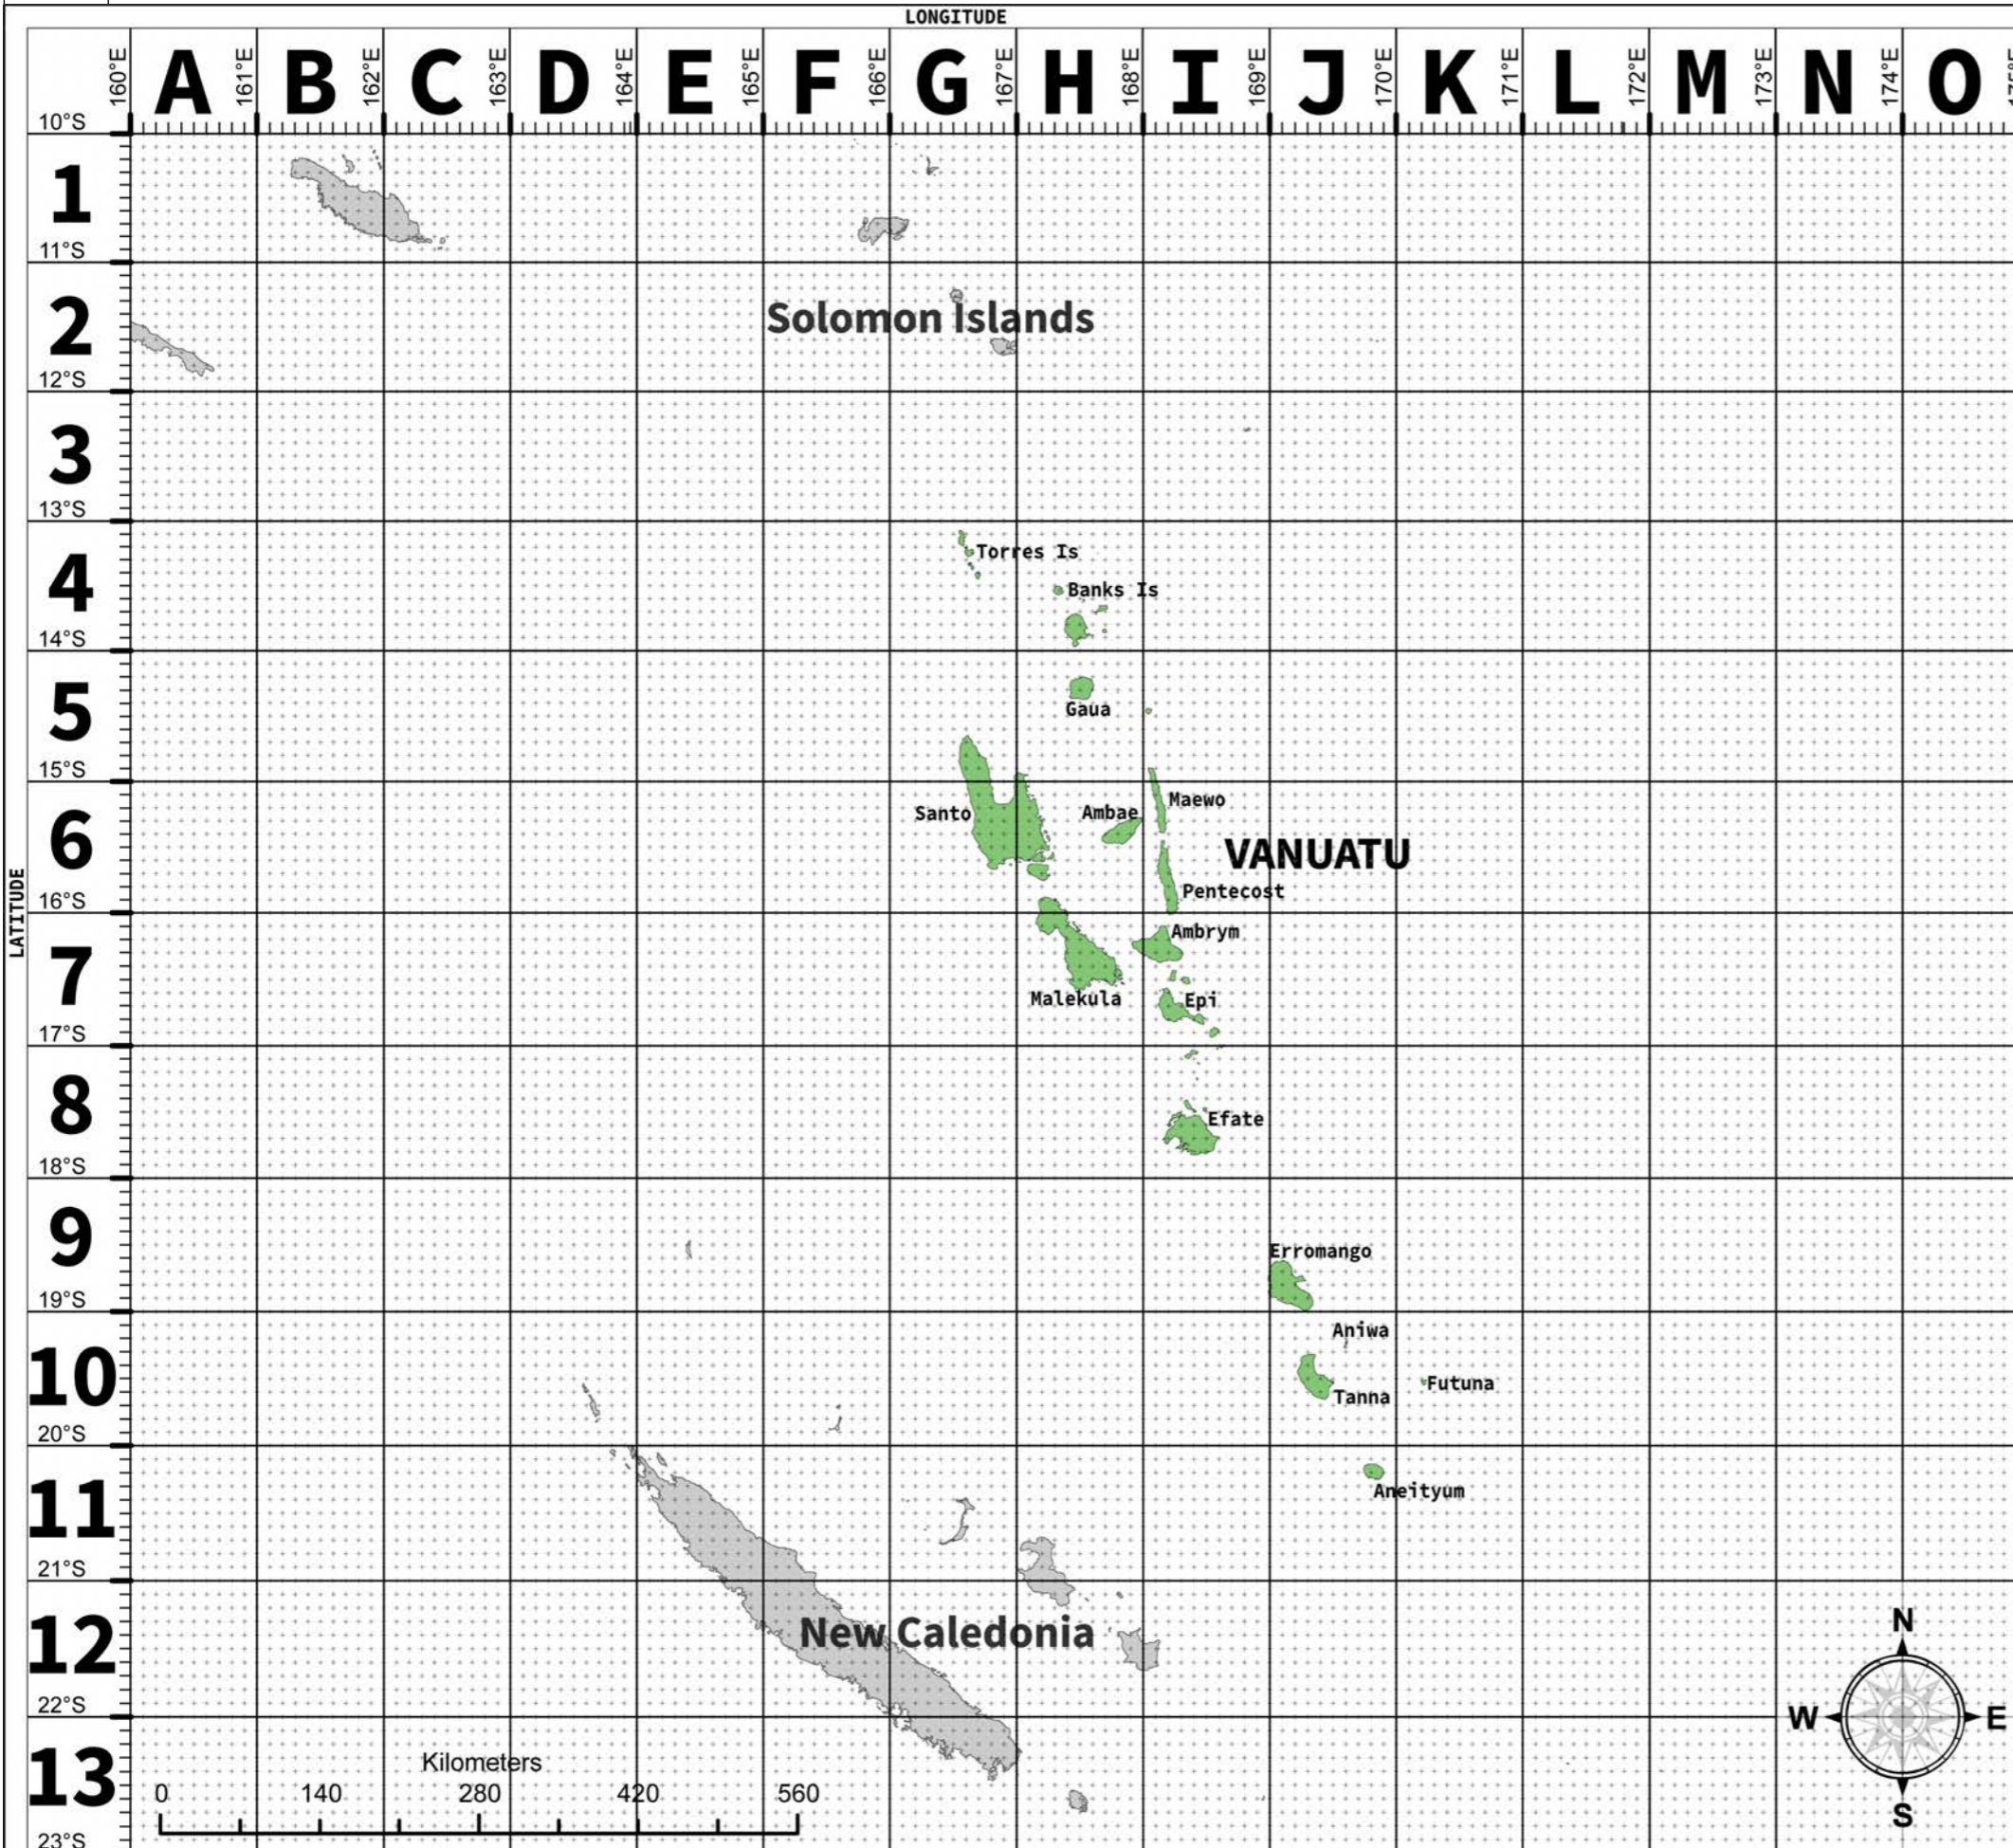 LONGITUDE
160°E A 161°E B 162°E C 163°E D 164°E E 165°E F 166°E G 167°E H 168°E I 169°E J 170°E K 171°E L 172°E M 173°E N 174°E O
10°S
1
11°S
Solomon Islands
2
12°S
3
13°S
Torres Is
4
Banks Is
14°S
5
Gaua
15°S
Maewo
Santo
Ambae
6
VANUATU
LATITUDE
Pentecost
16°S
Ambrym
7
Malekula
Epi
17°S
8
Efate
18°S
9
Erromango
19°S
Aniwa
10
Futuna
Tanna
20°S
Aneityum
11
21°S
N
New Caledonia
12
22°S
W
E
Kilometers
13
0 140 280 420 560
S
23°S